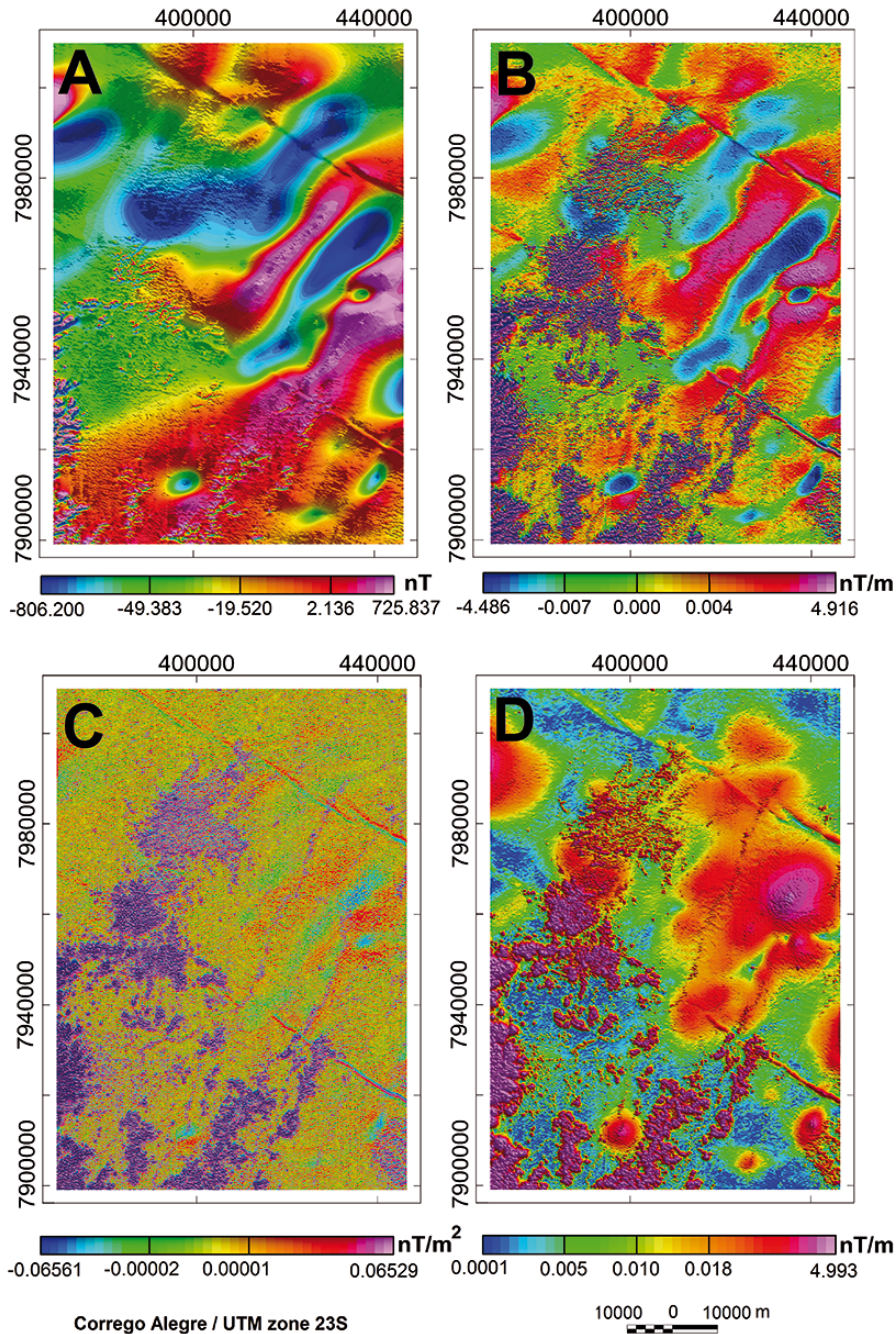 400000 440000 400000 440000
A B
7980000 7980000
7940000 7940000
7900000 7900000
nT nT/m
-806.200 -49.383 -19.520 2.136 725.837 -4.486 -0.007 0.000 0.004 4.916
400000 440000 400000 440000
C D
7980000 7980000
7940000 7940000
7900000 7900000
nT/m² nT/m
-0.06561 -0.00002 0.00001 0.06529 0.0001 0.005 0.010 0.018 4.993
Corrego Alegre / UTM zone 23S 10000 0 10000 m